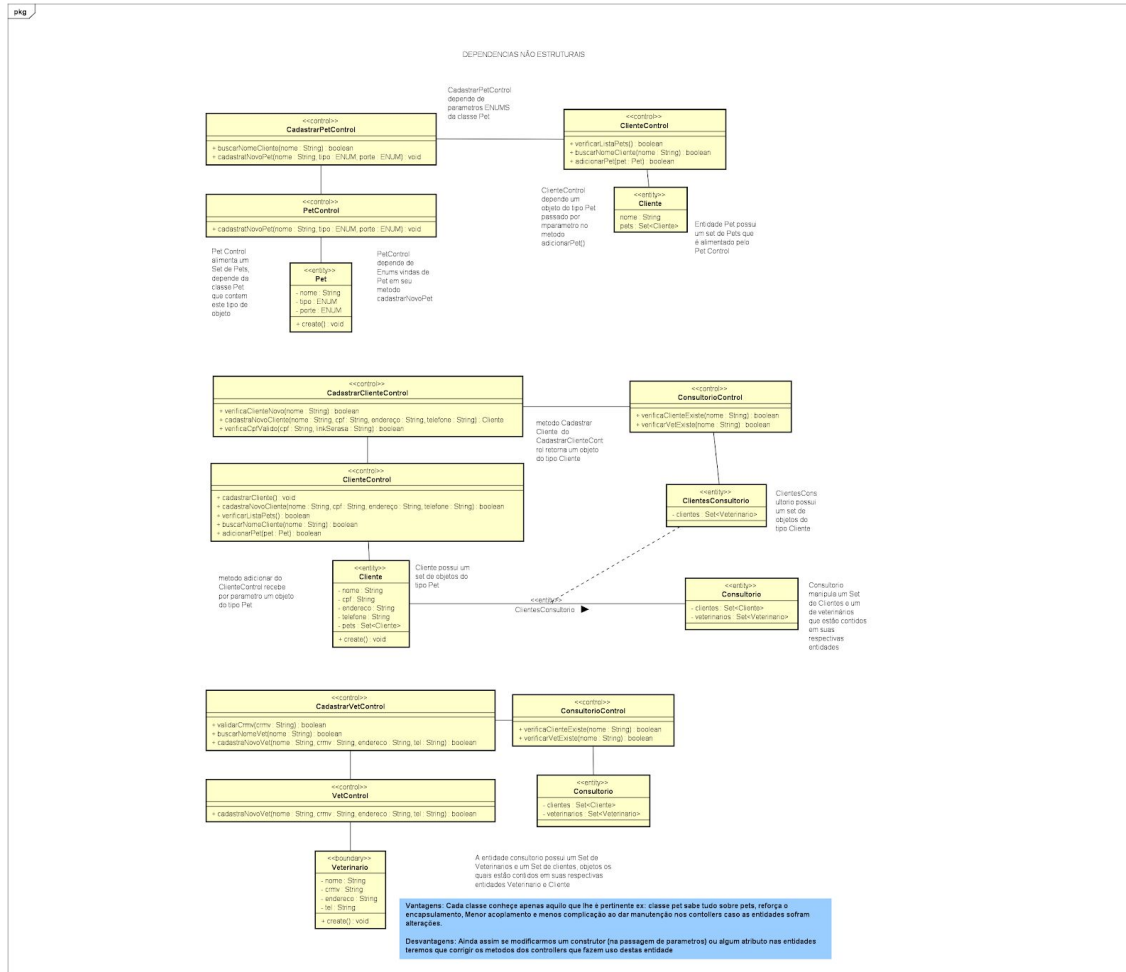 pkg
DEPENDENCIAS NÃO ESTRUTURAIS
CadastrarPetControl
depende de
parametros ENUMS
da classe Pet
<<control>>
CadastrarPetControl
+ buscarNomeCliente(nome : String) : boolean
+ cadastratNovoPet(nome : String, tipo : ENUM, porte : ENUM) : void
<<control>>
ClienteControl
+ verificarListaPets() : boolean
+ buscarNomeCliente(nome : String) : boolean
+ adicionarPet(pet : Pet) : boolean
<<control>>
PetControl
+ cadastratNovoPet(nome : String, tipo : ENUM, porte : ENUM) : void
ClienteControl
depende um
objeto do tipo Pet
passado por
mparametro no
metodo
adicionarPet()
<<entity>>
Cliente
nome : String
pets : Set<Cliente>
Entidade Pet possui
um set de Pets que
é alimentado pelo
Pet Control
Pet Control
alimenta um
Set de Pets,
depende da
classe Pet
que contem
este tipo de
objeto
<<entity>>
Pet
- nome : String
- tipo : ENUM
- porte : ENUM
+ create() : void
PetControl
depende de
Enums vindas de
Pet em seu
metodo
cadastrarNovoPet
<<control>>
CadastrarClienteControl
+ verificaClienteNovo(nome : String) : boolean
+ cadastraNovoCliente(nome : String, cpf : String, endereço : String, telefone : String) : Cliente
+ verificaCpfValido(cpf : String, linkSerasa : String) : boolean
<<control>>
ConsultorioControl
+ verificaClienteExiste(nome : String) : boolean
+ verificarVetExiste(nome : String) : boolean
metodo Cadastrar
Cliente do
CadastrarClienteCont
rol retorna um objeto
do tipo Cliente
<<control>>
ClienteControl
+ cadastrarCliente() : void
+ cadastraNovoCliente(nome : String, cpf : String, endereço : String, telefone : String) : boolean
+ verificarListaPets() : boolean
+ buscarNomeCliente(nome : String) : boolean
+ adicionarPet(pet : Pet) : boolean
<<entity>>
ClientesConsultorio
- clientes : Set<Veterinario>
ClientesCons
ultorio possui
um set de
objetos do
tipo Cliente
metodo adicionar do
ClienteControl recebe
por parametro um objeto
do tipo Pet
<<entity>>
Cliente
- nome : String
- cpf : String
- endereco : String
- telefone : String
- pets : Set<Cliente>
+ create() : void
Cliente possui um
set de objetos do
tipo Pet
<<entity>>
ClientesConsultorio
<<entity>>
Consultorio
- clientes : Set<Cliente>
- veterinarios : Set<Veterinario>
Consultorio
manipula um Set
de Clientes e um
de veterinários
que estão contidos
em suas
respectivas
entidades
<<control>>
CadastrarVetControl
+ validarCrmv(crmv : String) : boolean
+ buscarNomeVet(nome : String) : boolean
+ cadastraNovoVet(nome : String, crmv : String, endereco : String, tel : String) : boolean
<<control>>
ConsultorioControl
+ verificaClienteExiste(nome : String) : boolean
+ verificarVetExiste(nome : String) : boolean
<<control>>
VetControl
+ cadastraNovoVet(nome : String, crmv : String, endereco : String, tel : String) : boolean
<<entity>>
Consultorio
- clientes : Set<Cliente>
- veterinarios : Set<Veterinario>
<<boundary>>
Veterinario
- nome : String
- crmv : String
- endereco : String
- tel : String
+ create() : void
A entidade consultorio possui um Set de
Veterinarios e um Set de clientes, objetos os
quais estão contidos em suas respectivas
entidades Veterinario e Cliente
Vantagens: Cada classe conheçe apenas aquilo que lhe é pertinente ex: classe pet sabe tudo sobre pets, reforça o
encapsulamento, Menor acoplamento e menos complicação ao dar manutenção nos contollers caso as entidades sofram
alterações.
Desvantagens: Ainda assim se modificarmos um construtor (na passagem de parametros) ou algum atributo nas entidades
teremos que corrigir os metodos dos controllers que fazem uso destas entidade